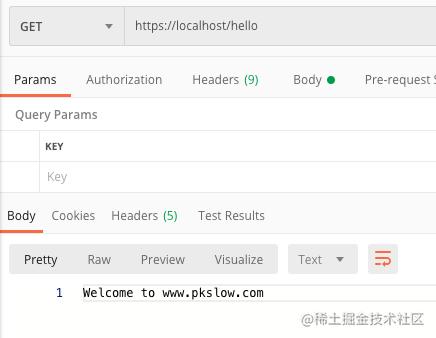 GET https://localhost/hello
Params Authorization Headers (9) Body Pre-request S
Query Params
KEY
Key
Body Cookies Headers (5) Test Results
Pretty Raw Preview Visualize Text
1 Welcome to www.pkslow.com
@稀土掘金技术社区